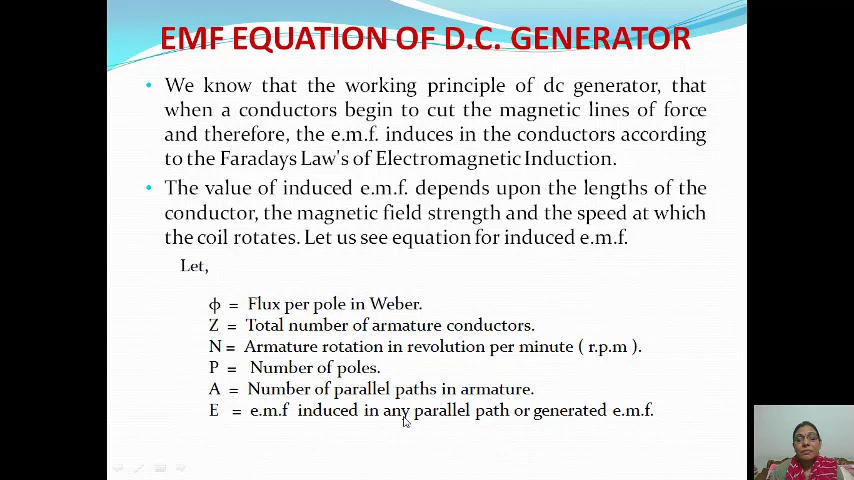 EMF EQUATION OF D.C. GENERATOR
• We know that the working principle of dc generator, that
when a conductors begin to cut the magnetic lines of force
and therefore, the e.m.f. induces in the conductors according
to the Faradays Law's of Electromagnetic Induction.
• The value of induced e.m.f. depends upon the lengths of the
conductor, the magnetic field strength and the speed at which
the coil rotates. Let us see equation for induced e.m.f.
Let,
ϕ = Flux per pole in Weber.
Z = Total number of armature conductors.
N = Armature rotation in revolution per minute ( r.p.m ).
P = Number of poles.
A = Number of parallel paths in armature.
E = e.m.f induced in any parallel path or generated e.m.f.